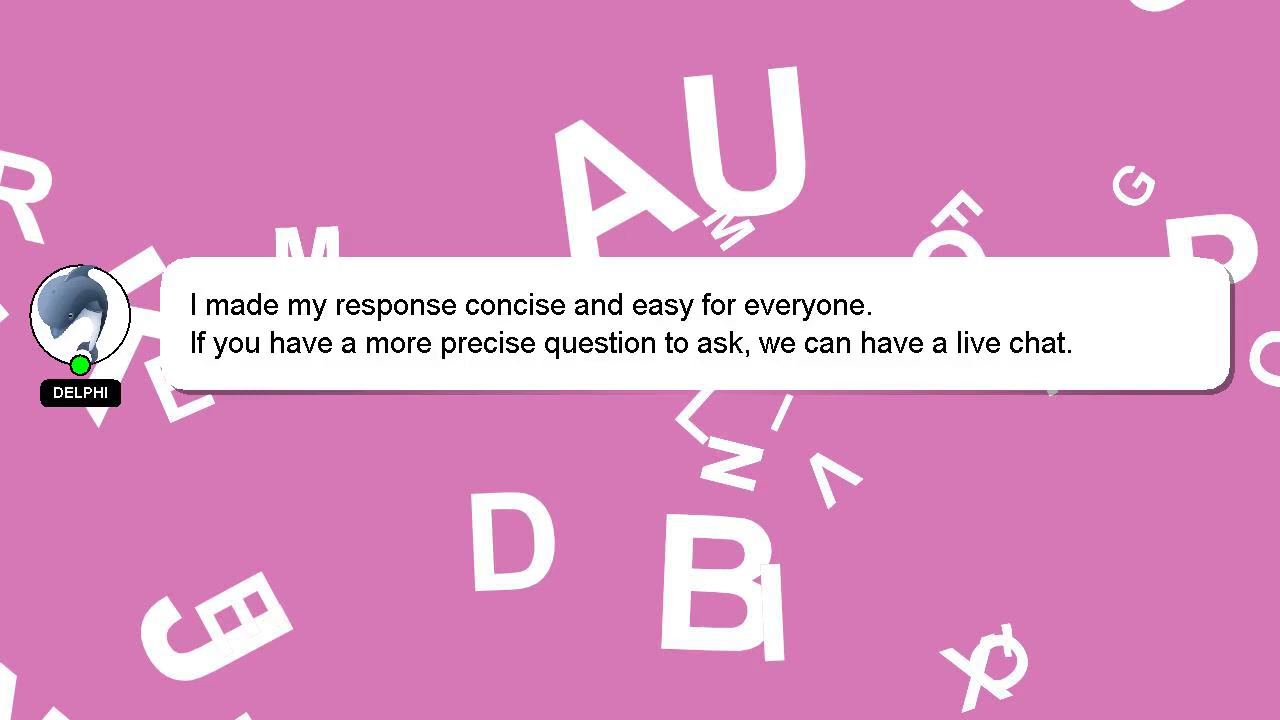 A U
R
G
M
M
F
O
P
I made my response concise and easy for everyone.
If you have a more precise question to ask, we can have a live chat.
DELPHI
E
L
I
N
V
D
B
I
J
E
X
Q